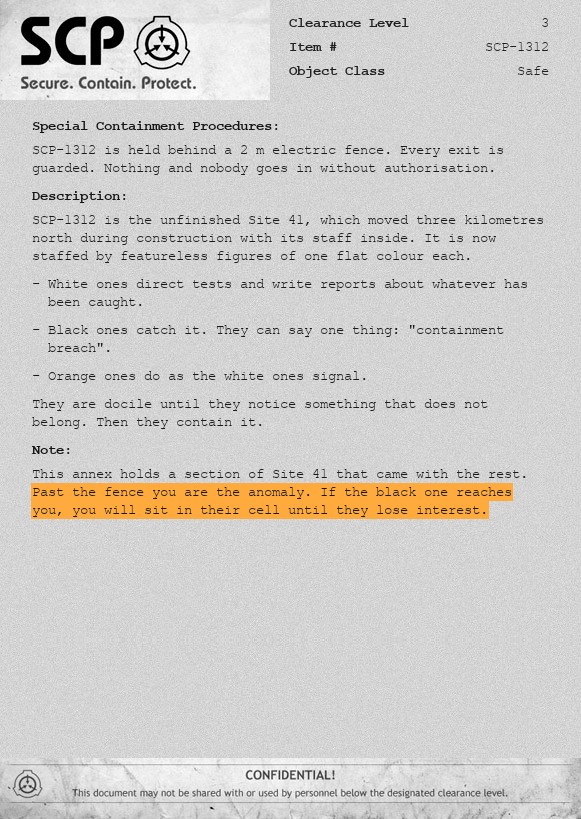 SCP
Secure. Contain. Protect.
Clearance Level 3
Item # SCP-1312
Object Class Safe
Special Containment Procedures:
SCP-1312 is held behind a 2 m electric fence. Every exit is
guarded. Nothing and nobody goes in without authorisation.
Description:
SCP-1312 is the unfinished Site 41, which moved three kilometres
north during construction with its staff inside. It is now
staffed by featureless figures of one flat colour each.
- White ones direct tests and write reports about whatever has
been caught.
- Black ones catch it. They can say one thing: "containment
breach".
- Orange ones do as the white ones signal.
They are docile until they notice something that does not
belong. Then they contain it.
Note:
This annex holds a section of Site 41 that came with the rest.
Past the fence you are the anomaly. If the black one reaches
you, you will sit in their cell until they lose interest.
CONFIDENTIAL!
This document may not be shared with or used by personnel below the designated clearance level.